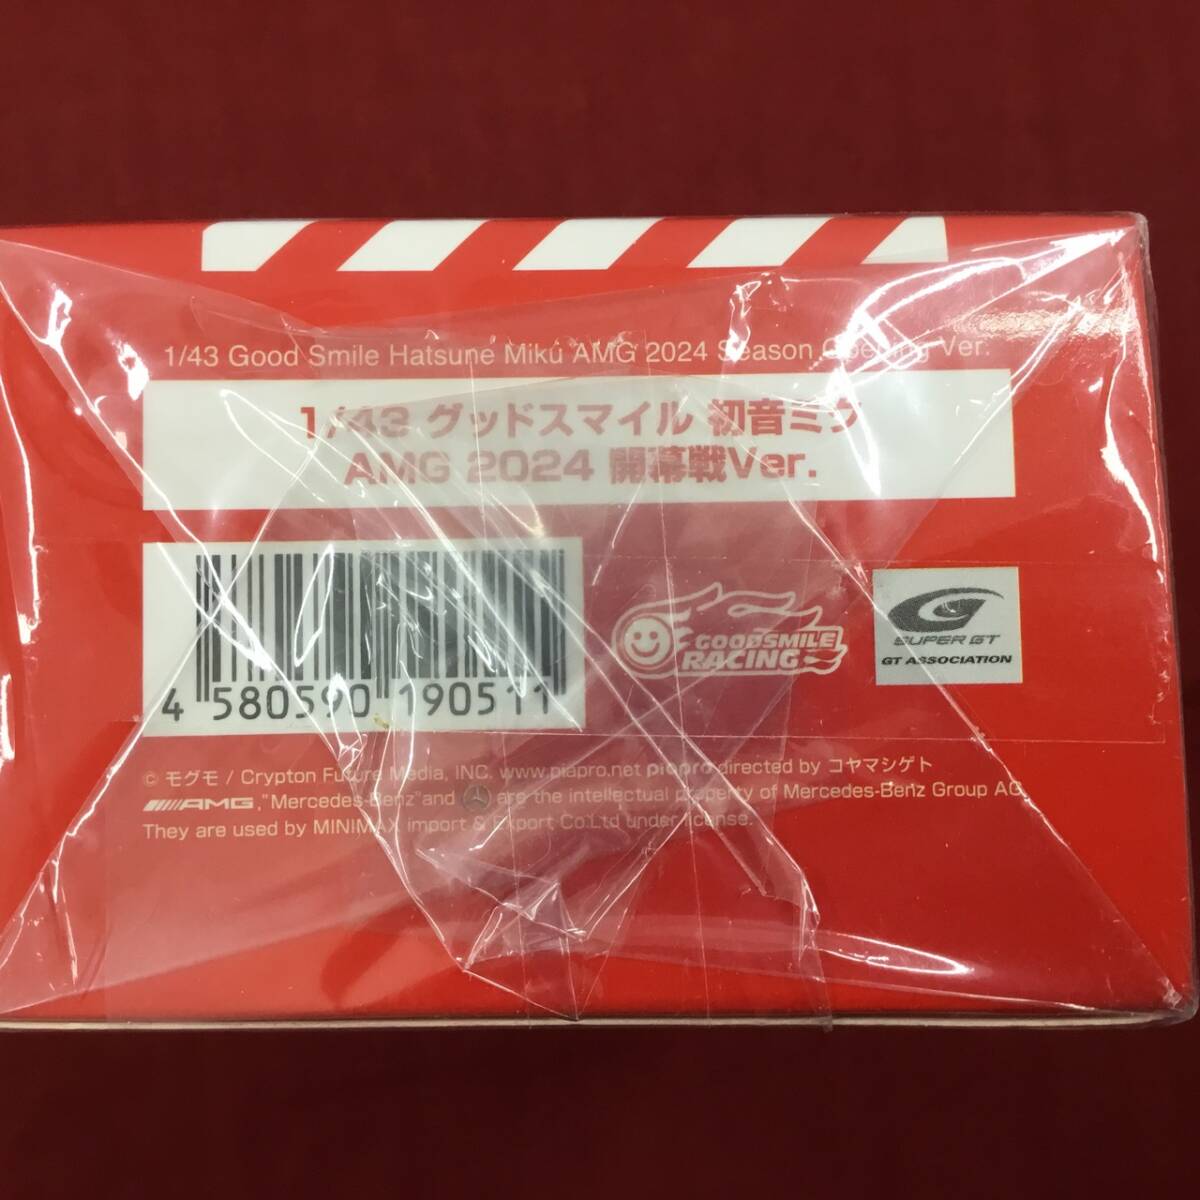 1/43 Good Smile Hatsune Miku AMG 2024 Season Opening Ver.
1/43 グッドスマイル 初音ミク
AMG 2024 開幕戦Ver.
4 580590 190511
GOODSMILE
RACING
SUPER GT
GT ASSOCIATION
© モグモ / Crypton Future Media, INC. www.piapro.net piapro directed by コヤマシゲト
AMG,"Mercedes-Benz"and are the intellectual property of Mercedes-Benz Group AG.
They are used by MINIMAX import & Export Co.Ltd under license.